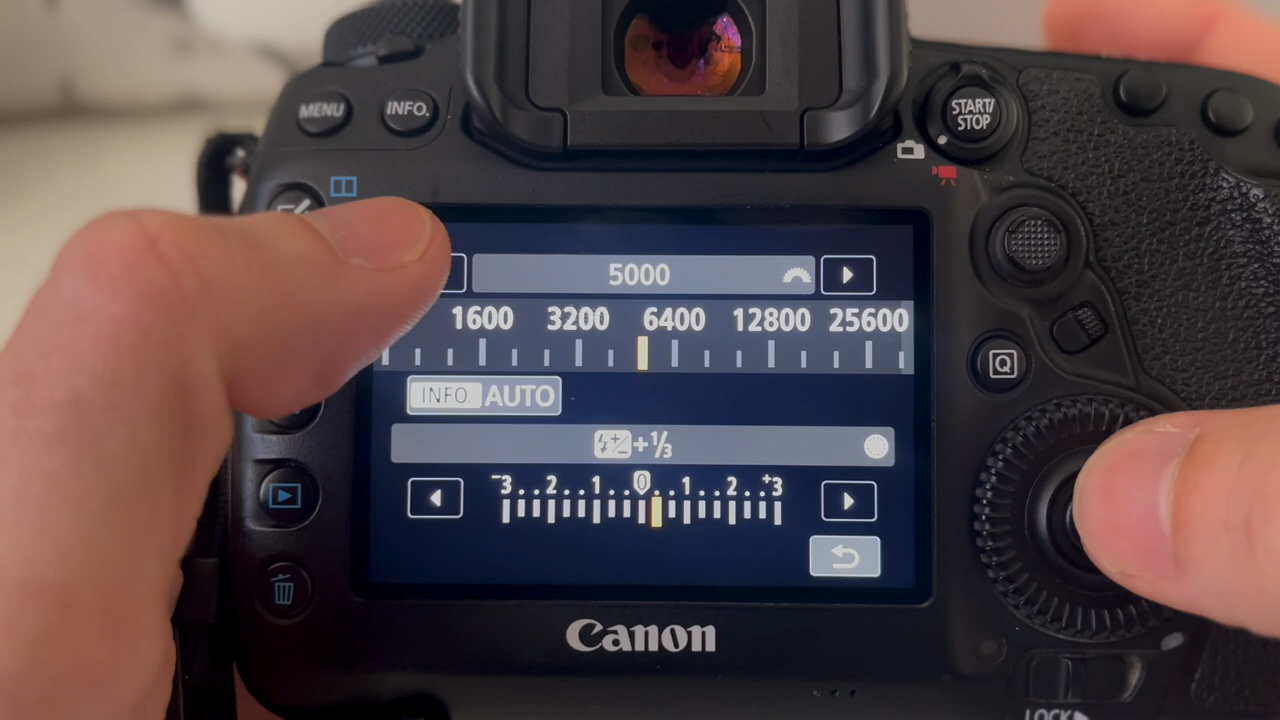 MENU
INFO.
START/
STOP
5000
1600 3200 6400 12800 25600
INFO. AUTO
+⅓
-3..2..1..0..1..2..+3
Q
Canon
LOCK▶